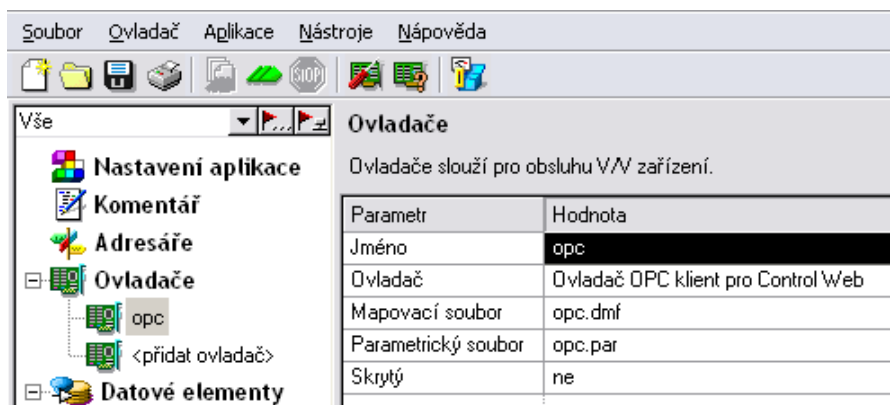 Soubor Ovladač Aplikace Nástroje Nápověda
STOP
Vše
Nastavení aplikace
Komentář
Adresáře
Ovladače
opc
<přidat ovladač>
Datové elementy
Ovladače
Ovladače slouží pro obsluhu V/V zařízení.
Parametr Hodnota
Jméno opc
Ovladač Ovladač OPC klient pro Control Web
Mapovací soubor opc.dmf
Parametrický soubor opc.par
Skrytý ne